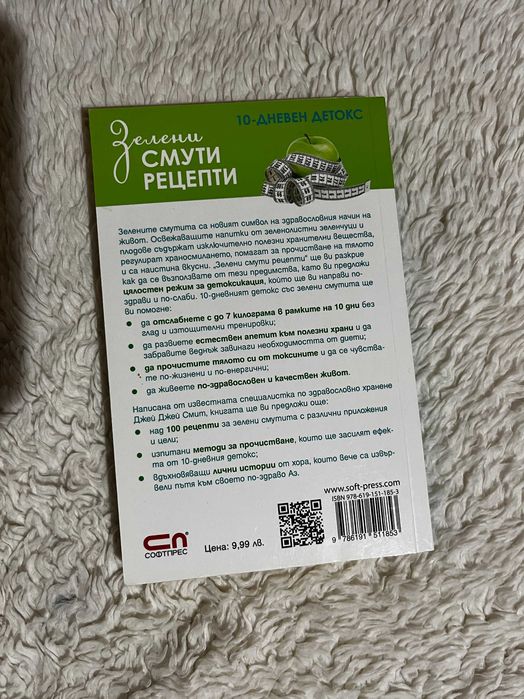 10-ДНЕВЕН ДЕТОКС
Зелени
СМУТИ
РЕЦЕПТИ
Зелените смутита са новият символ на здравословния начин на
живот. Освежаващите напитки от зеленолистни зеленчуци и
плодове съдържат изключително полезни хранителни вещества,
регулират храносмилането, помагат за прочистване на тялото
и са наистина вкусни. „Зелени смути рецепти" ще ви разкрие
как да се възползвате от тези предимства, като ви предложи
цялостен режим за детоксикация, който ще ви направи по-
здрави и по-слаби. 10-дневният детокс със зелени смутита ще
ви помогне:
• да отслабнете с до 7 килограма в рамките на 10 дни без
глад и изтощителни тренировки;
• да развиете естествен апетит към полезни храни и да
забравите веднъж завинаги необходимостта от диети;
• да прочистите тялото си от токсините и да се чувства-
те по-жизнени и по-енергични;
• да живеете по-здравословен и качествен живот.
Написана от известната специалистка по здравословно хранене
Джей Джей Смит, книгата ще ви предложи още:
• над 100 рецепти за зелени смутита с различни приложения
и цели;
• изпитани методи за прочистване, които ще засилят ефек-
та от 10-дневния детокс;
• вдъхновяващи лични истории от хора, които вече са извър-
вели пътя към своето по-здраво Аз.
www.soft-press.com
ISBN 978-619-151-185-3
9 786191 511853
СОФТПРЕС
Цена: 9,99 лв.